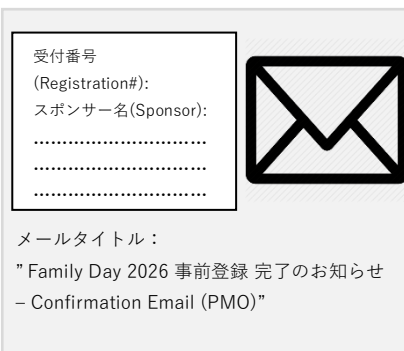 受付番号
(Registration#):
スポンサー名(Sponsor):
…………………………
…………………………
…………………………
メールタイトル：
” Family Day 2026 事前登録 完了のお知らせ
– Confirmation Email (PMO)”